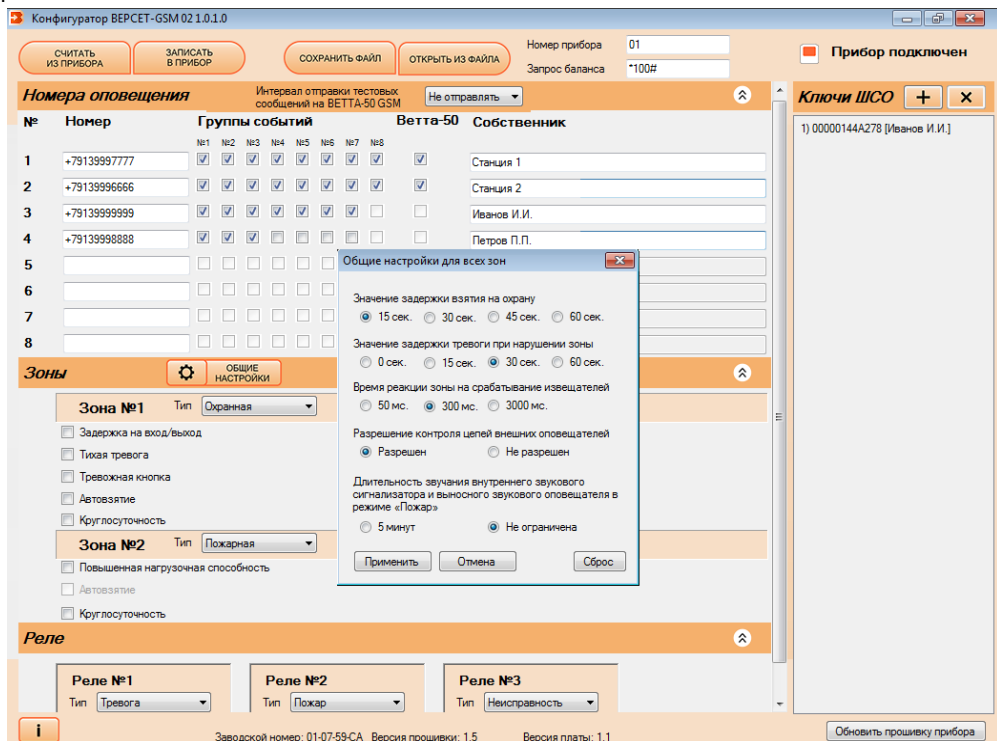 Конфигуратор ВЕРСЕТ-GSM 02 1.0.1.0
СЧИТАТЬ ИЗ ПРИБОРА
ЗАПИСАТЬ В ПРИБОР
СОХРАНИТЬ ФАЙЛ
ОТКРЫТЬ ИЗ ФАЙЛА
Номер прибора 01
Запрос баланса *100#
Прибор подключен
Номера оповещения
Интервал отправки тестовых
сообщений на ВЕТТА-50 GSM
Не отправлять
Ключи ШСО + x
1) 00000144A278 [Иванов И.И.]
№ Номер Группы событий Ветта-50 Собственник
№1 №2 №3 №4 №5 №6 №7 №8
1 +79139997777 Станция 1
2 +79139996666 Станция 2
3 +79139999999 Иванов И.И.
4 +79139998888 Петров П.П.
5
6
7
8
Общие настройки для всех зон
Значение задержки взятия на охрану
15 сек. 30 сек. 45 сек. 60 сек.
Значение задержки тревоги при нарушении зоны
0 сек. 15 сек. 30 сек. 60 сек.
Время реакции зоны на срабатывание извещателей
50 мс. 300 мс. 3000 мс.
Разрешение контроля цепей внешних оповещателей
Разрешен Не разрешен
Длительность звучания внутреннего звукового
сигнализатора и выносного звукового оповещателя в
режиме «Пожар»
5 минут Не ограничена
Применить Отмена Сброс
Зоны
ОБЩИЕ НАСТРОЙКИ
Зона №1 Тип Охранная
Задержка на вход/выход
Тихая тревога
Тревожная кнопка
Автовзятие
Круглосуточность
Зона №2 Тип Пожарная
Повышенная нагрузочная способность
Автовзятие
Круглосуточность
Реле
Реле №1 Реле №2 Реле №3
Тип Тревога Тип Пожар Тип Неисправность
i
Заводской номер: 01-07-59-СА Версия прошивки: 1.5 Версия платы: 1.1
Обновить прошивку прибора